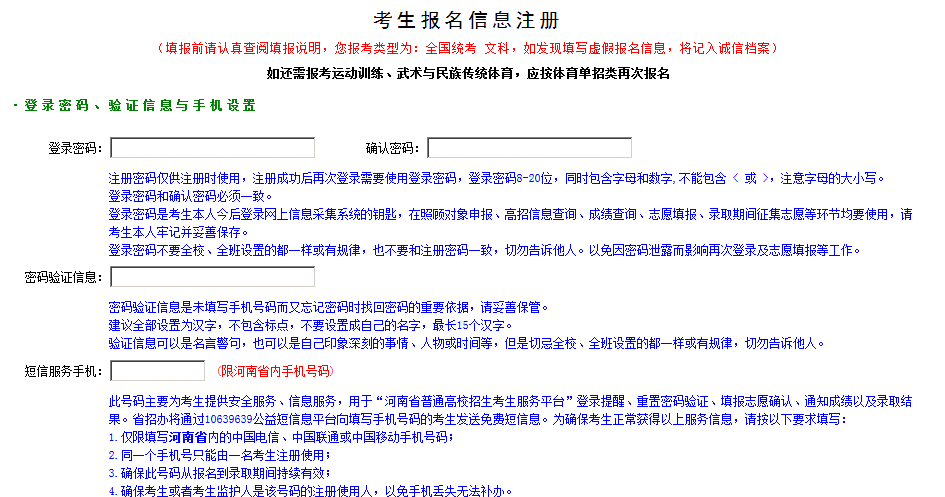 考生报名信息注册
(填报前请认真查阅填报说明，您报考类型为：全国统考 文科，如发现填写虚假报名信息，将记入诚信档案)
如还需报考运动训练、武术与民族传统体育，应按体育单招类再次报名
·登录密码、验证信息与手机设置
登录密码： 确认密码：
注册密码仅供注册时使用，注册成功后再次登录需要使用登录密码，登录密码8-20位，同时包含字母和数字,不能包含 < 或 >，注意字母的大小写。
登录密码和确认密码必须一致。
登录密码是考生本人今后登录网上信息采集系统的钥匙，在照顾对象申报、高招信息查询、成绩查询、志愿填报、录取期间征集志愿等环节均要使用，请
考生本人牢记并妥善保存。
登录密码不要全校、全班设置的都一样或有规律，也不要和注册密码一致，切勿告诉他人。以免因密码泄露而影响再次登录及志愿填报等工作。
密码验证信息：
密码验证信息是未填写手机号码而又忘记密码时找回密码的重要依据，请妥善保管。
建议全部设置为汉字，不包含标点，不要设置成自己的名字，最长15个汉字。
验证信息可以是名言警句，也可以是自己印象深刻的事情、人物或时间等，但是切忌全校、全班设置的都一样或有规律，切勿告诉他人。
短信服务手机： (限河南省内手机号码)
此号码主要为考生提供安全服务、信息服务，用于“河南省普通高校招生考生服务平台”登录提醒、重置密码验证、填报志愿确认、通知成绩以及录取结
果。省招办将通过10639639公益短信息平台向填写手机号码的考生发送免费短信息。为确保考生正常获得以上服务信息，请按以下要求填写：
1.仅限填写河南省内的中国电信、中国联通或中国移动手机号码；
2.同一个手机号只能由一名考生注册使用；
3.确保此号码从报名到录取期间持续有效；
4.确保考生或者考生监护人是该号码的注册使用人，以免手机丢失无法补办。